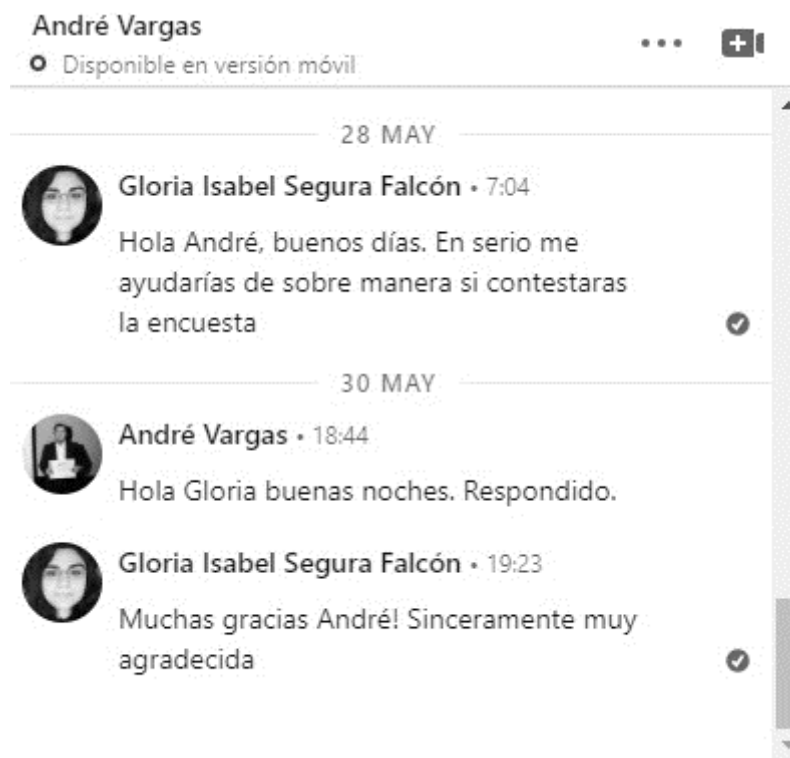 André Vargas
Disponible en versión móvil
28 MAY
Gloria Isabel Segura Falcón • 7:04
Hola André, buenos días. En serio me
ayudarías de sobre manera si contestaras
la encuesta
30 MAY
André Vargas • 18:44
Hola Gloria buenas noches. Respondido.
Gloria Isabel Segura Falcón • 19:23
Muchas gracias André! Sinceramente muy
agradecida